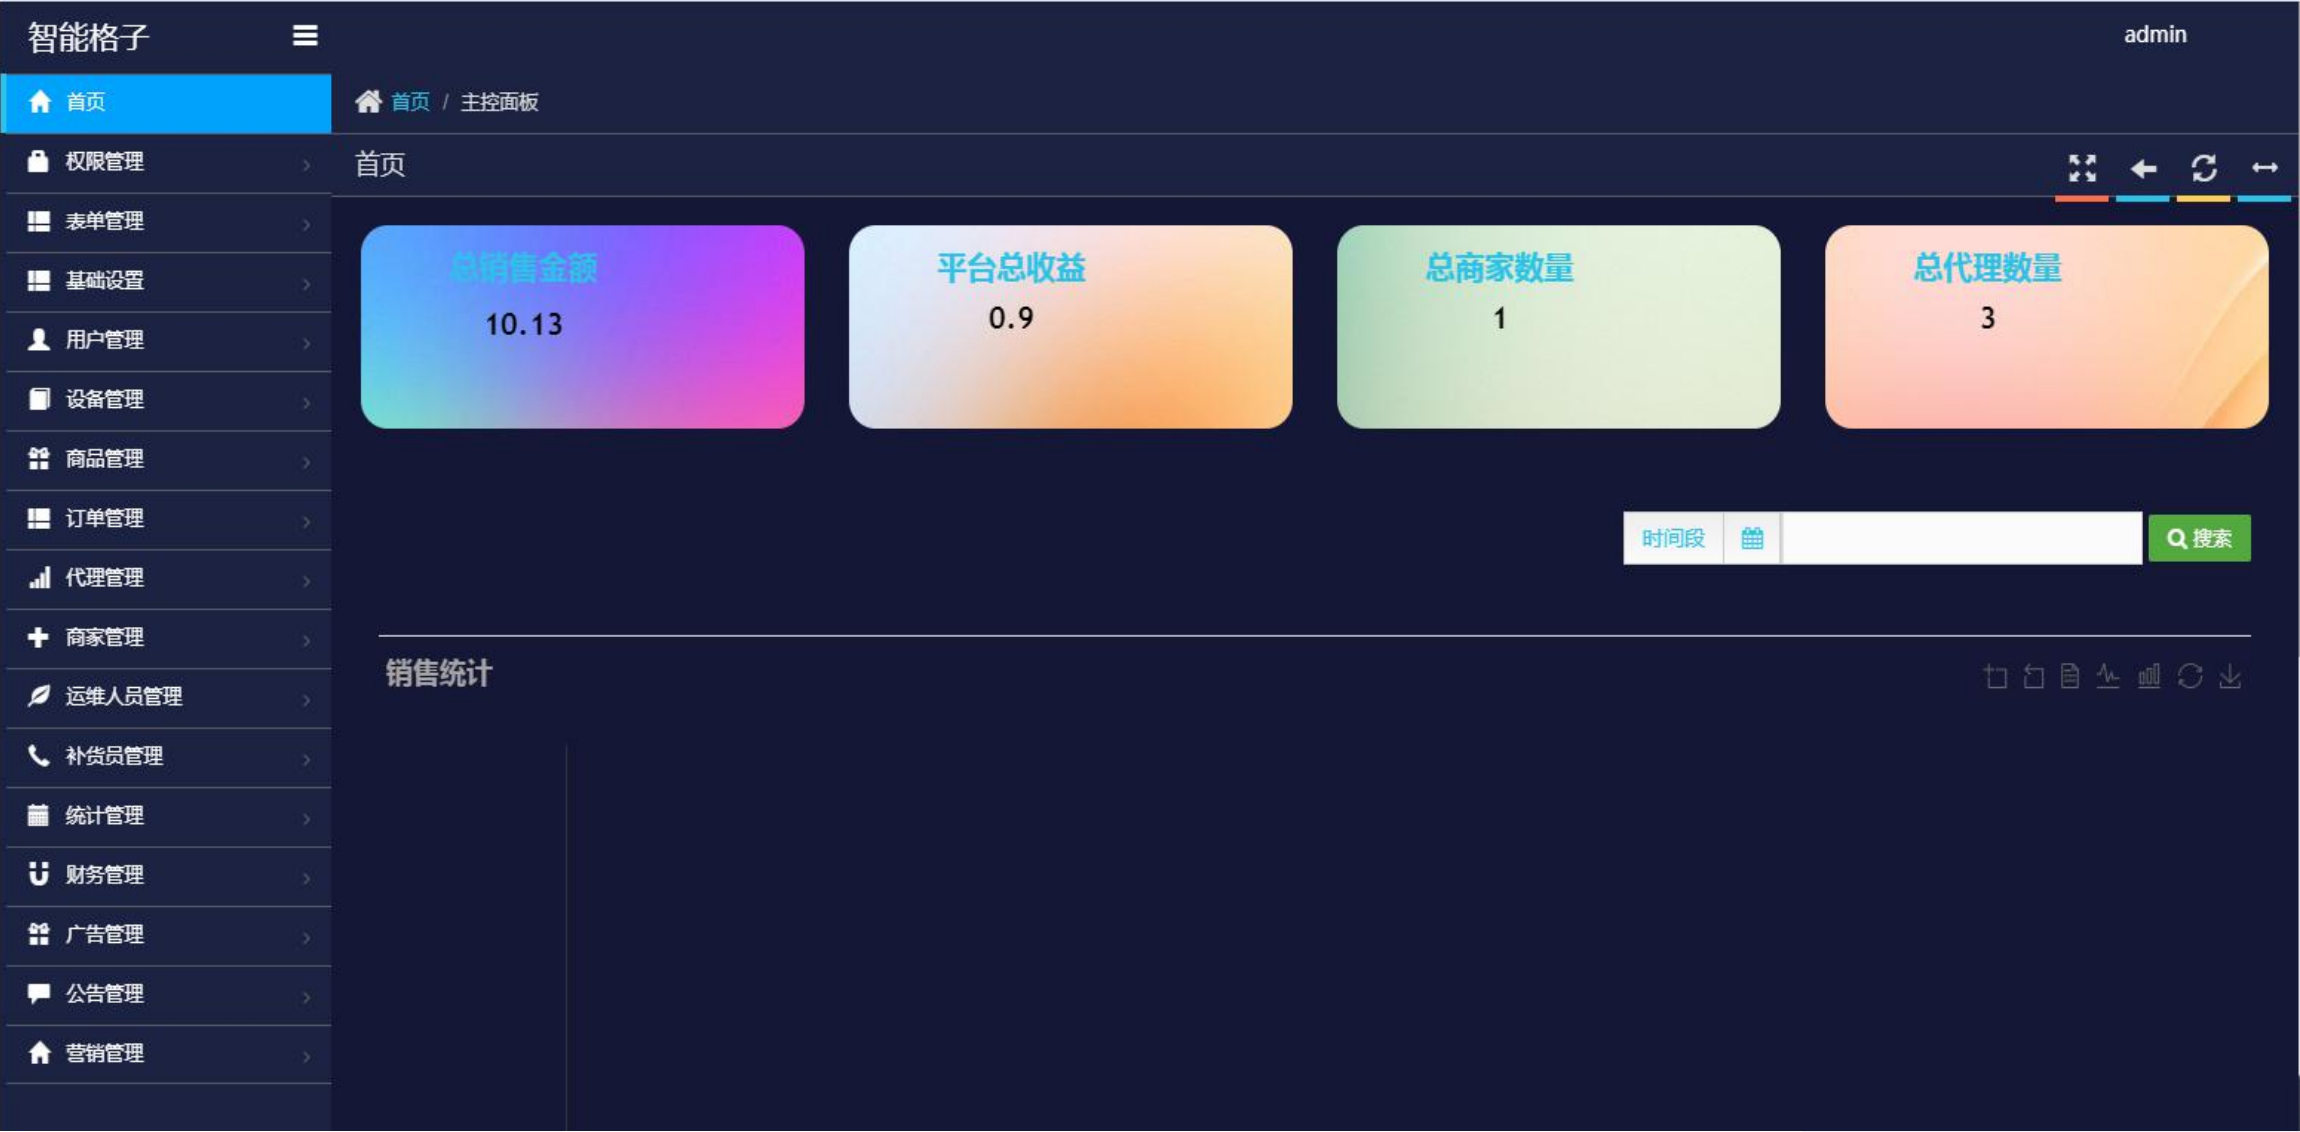 智能格子
admin
首页
首页 / 主控面板
权限管理
首页
表单管理
基础设置
用户管理
设备管理
商品管理
订单管理
代理管理
商家管理
运维人员管理
补货员管理
统计管理
财务管理
广告管理
公告管理
营销管理
总销售金额
10.13
平台总收益
0.9
总商家数量
1
总代理数量
3
时间段
搜索
销售统计